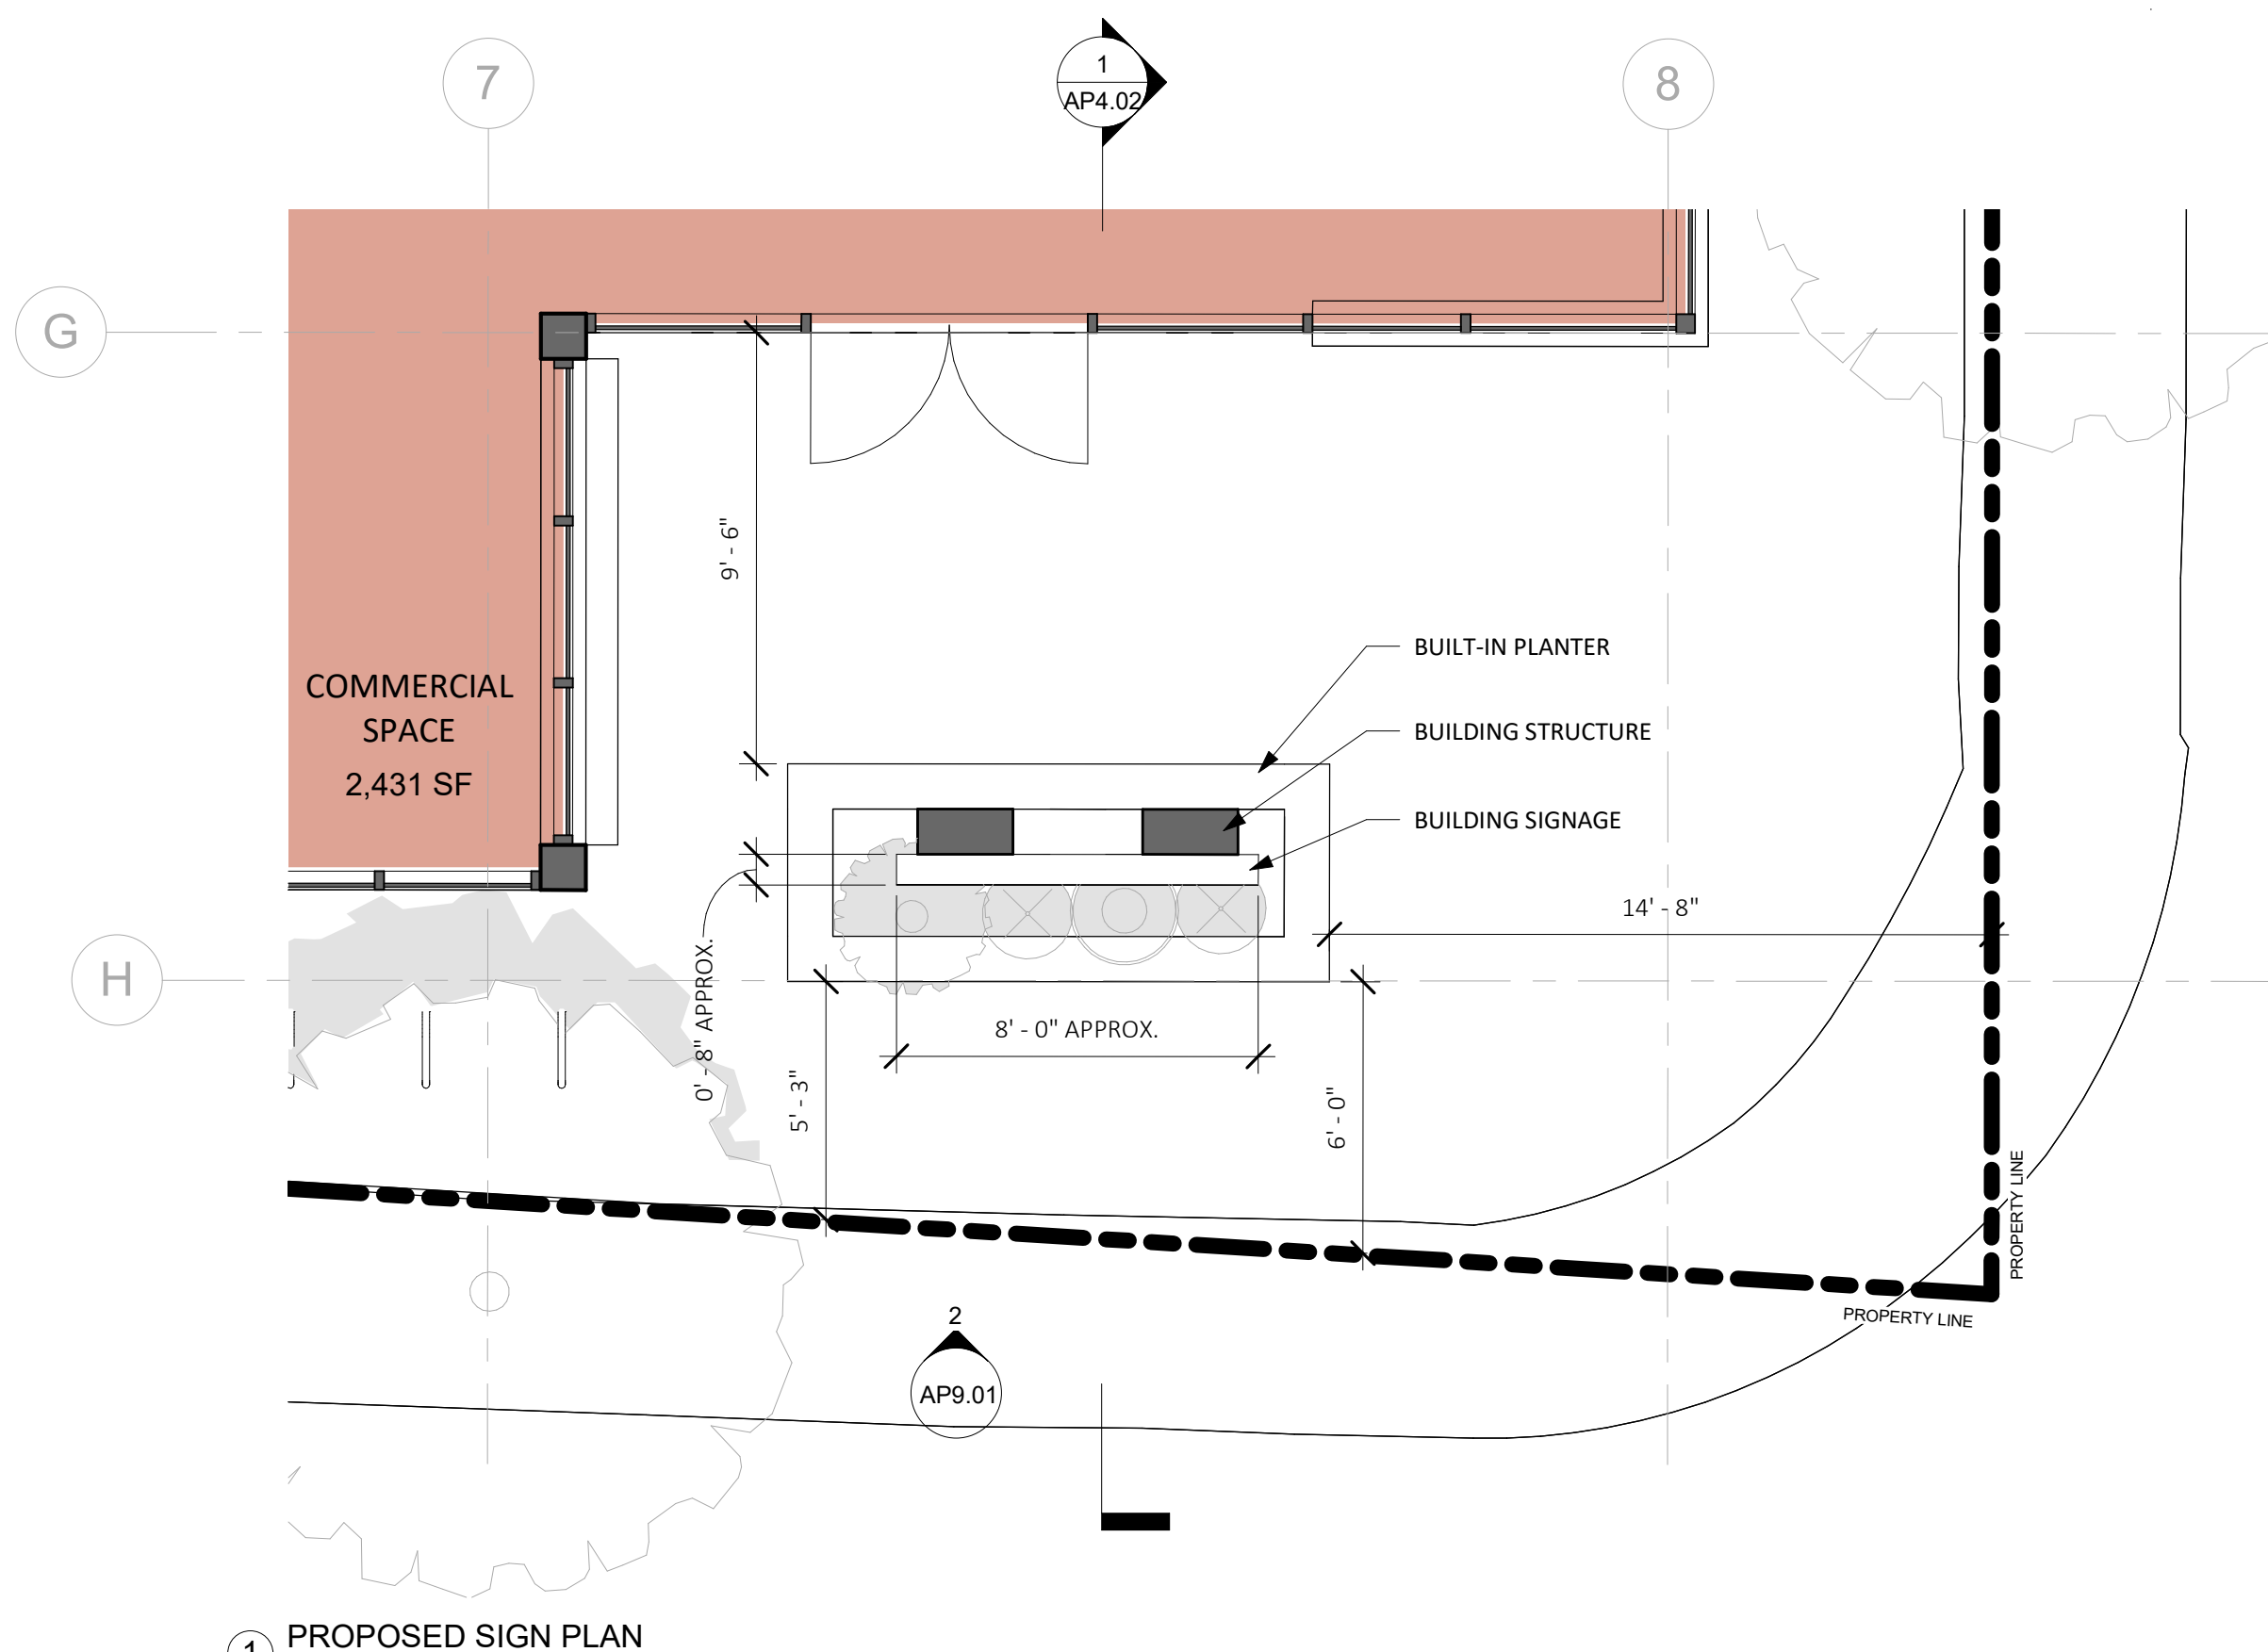 7
1
AP4.02
8
G
9' - 6"
BUILT-IN PLANTER
COMMERCIAL
SPACE
2,431 SF
BUILDING STRUCTURE
BUILDING SIGNAGE
14' - 8"
H
0' - 8" APPROX.
8' - 0" APPROX.
5' - 3"
6' - 0"
PROPERTY LINE
PROPERTY LINE
2
AP9.01
1
PROPOSED SIGN PLAN